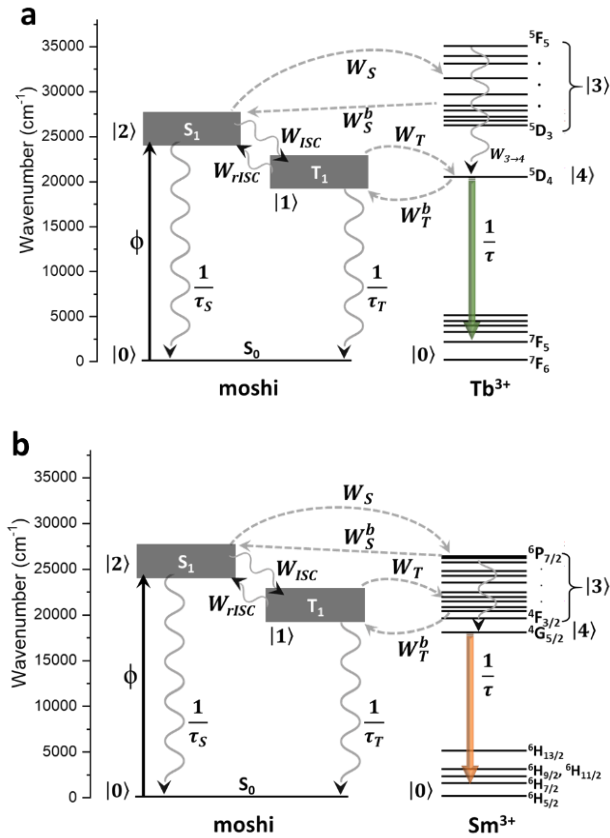 a
Wavenumber (cm⁻¹)
35000
30000
25000
20000
15000
10000
5000
0
|2⟩
S₁
W_ISC
W_rISC
T₁
|1⟩
ϕ
1/τ_S
1/τ_T
|0⟩
S₀
moshi
W_S
W_S^b
W_T
W_T^b
⁵F₅
|3⟩
⁵D₃
W_3→4
⁵D₄
|4⟩
1/τ
⁷F₅
|0⟩
⁷F₆
Tb³⁺
b
Wavenumber (cm⁻¹)
35000
30000
25000
20000
15000
10000
5000
0
|2⟩
S₁
W_ISC
W_rISC
T₁
|1⟩
ϕ
1/τ_S
1/τ_T
|0⟩
S₀
moshi
W_S
W_S^b
W_T
W_T^b
⁶P₇/₂
|3⟩
⁴F₃/₂
⁴G₅/₂
|4⟩
1/τ
⁶H₁₃/₂
⁶H₉/₂, ⁶H₁₁/₂
⁶H₇/₂
|0⟩
⁶H₅/₂
Sm³⁺